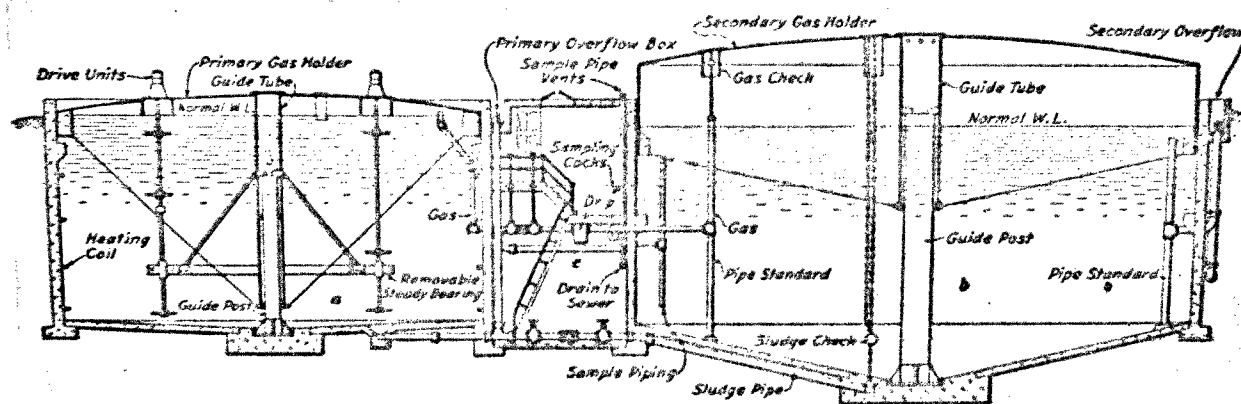 Secondary Gas Holder
Primary Overflow Box
Secondary Overflow
Primary Gas Holder
Sample Pipe
Vents
Drive Units
Guide Tube
Gas Check
Guide Tube
Normal W.L.
Normal W.L.
Sampling
Cocks
Drip
Gas
Gas
Heating
Coil
Guide Post
Removable
Steady Bearing
c
Pipe Standard
Pipe Standard
a
b
Guide Post
Drain to
Sewer
Sludge Check
Sample Piping
Sludge Pipe